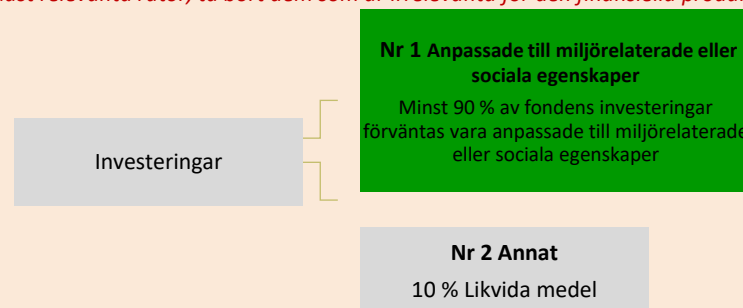 relevanta rutor, ta bort dem som är irrelevanta för den finansiella
Nr 1 Anpassade till miljörelaterade eller
sociala egenskaper
Minst 90 % av fondens investeringar
förväntas vara anpassade till miljörelaterade
eller sociala egenskaper
Investeringar
Nr 2 Annat
10 % Likvida medel